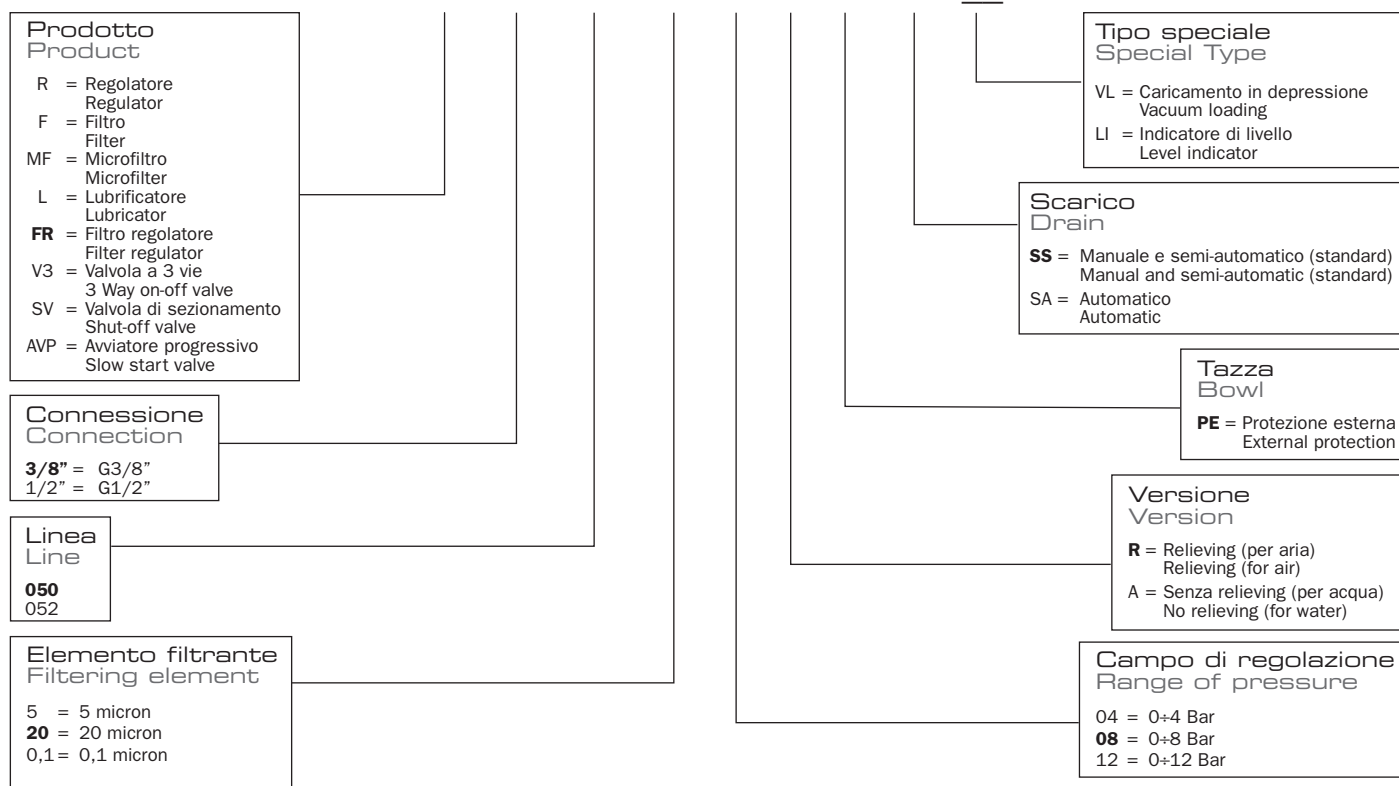 Prodotto
Product
R = Regolatore
Regulator
F = Filtro
Filter
MF = Microfiltro
Microfilter
L = Lubrificatore
Lubricator
FR = Filtro regolatore
Filter regulator
V3 = Valvola a 3 vie
3 Way on-off valve
SV = Valvola di sezionamento
Shut-off valve
AVP = Avviatore progressivo
Slow start valve
Connessione
Connection
3/8” = G3/8”
1/2” = G1/2”
Linea
Line
050
052
Elemento filtrante
Filtering element
5 = 5 micron
20 = 20 micron
0,1 = 0,1 micron
Tipo speciale
Special Type
VL = Caricamento in depressione
Vacuum loading
LI = Indicatore di livello
Level indicator
Scarico
Drain
SS = Manuale e semi-automatico (standard)
Manual and semi-automatic (standard)
SA = Automatico
Automatic
Tazza
Bowl
PE = Protezione esterna
External protection
Versione
Version
R = Relieving (per aria)
Relieving (for air)
A = Senza relieving (per acqua)
No relieving (for water)
Campo di regolazione
Range of pressure
04 = 0÷4 Bar
08 = 0÷8 Bar
12 = 0÷12 Bar